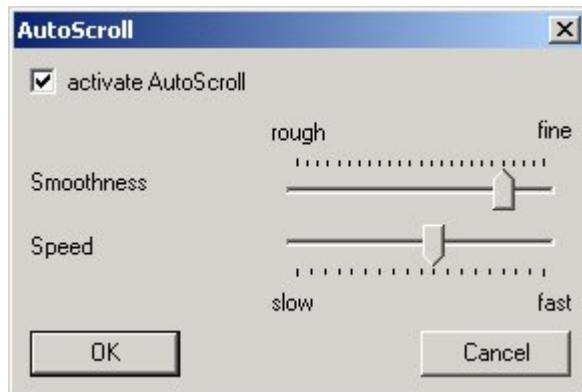 AutoScroll
activate AutoScroll
rough fine
Smoothness
Speed
slow fast
OK Cancel